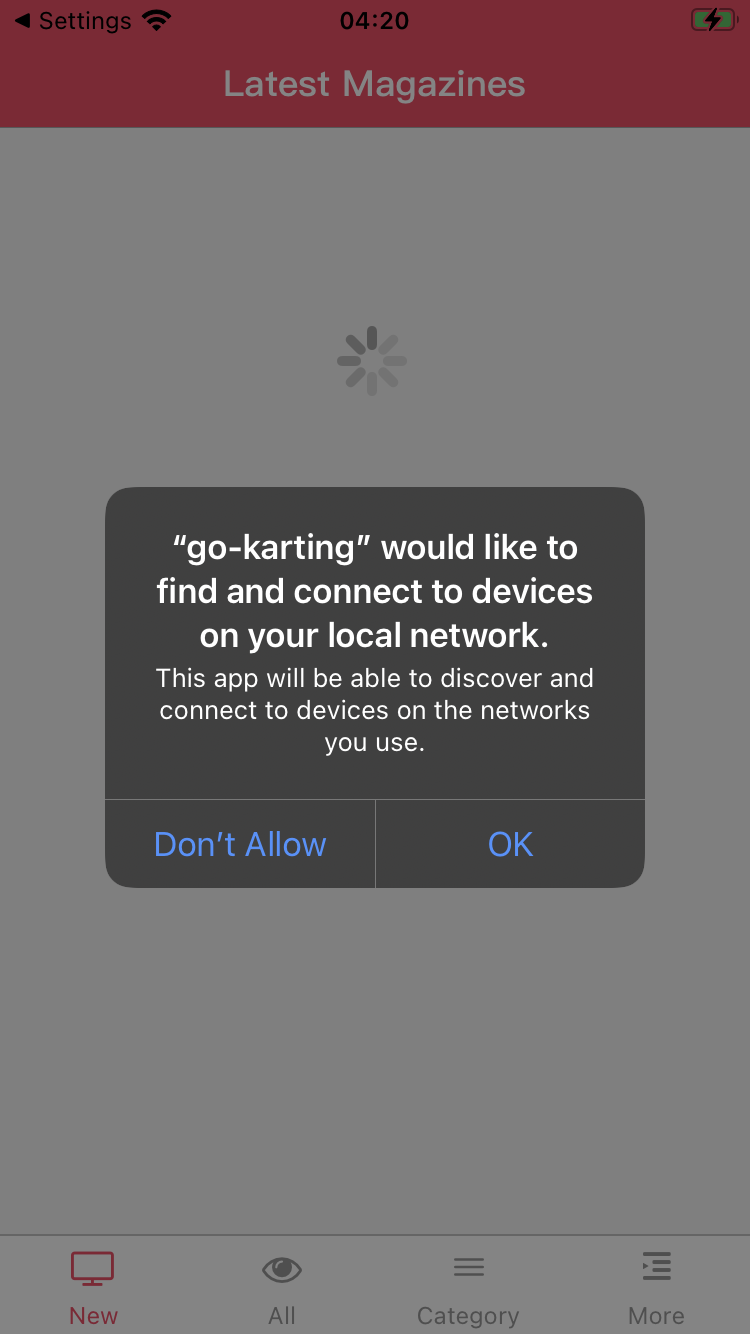 ◀ Settings 04:20
Latest Magazines
“go-karting” would like to
find and connect to devices
on your local network.
This app will be able to discover and
connect to devices on the networks
you use.
Don’t Allow OK
New All Category More